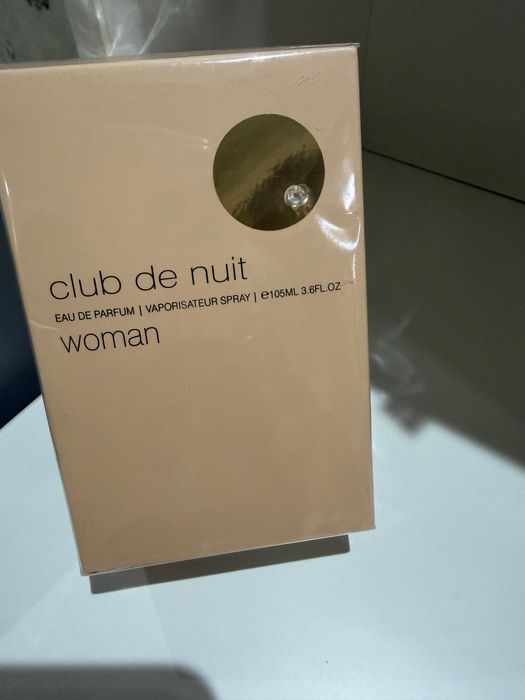 club de nuit
EAU DE PARFUM | VAPORISATEUR SPRAY | ℮105ML 3.6FL.OZ
woman